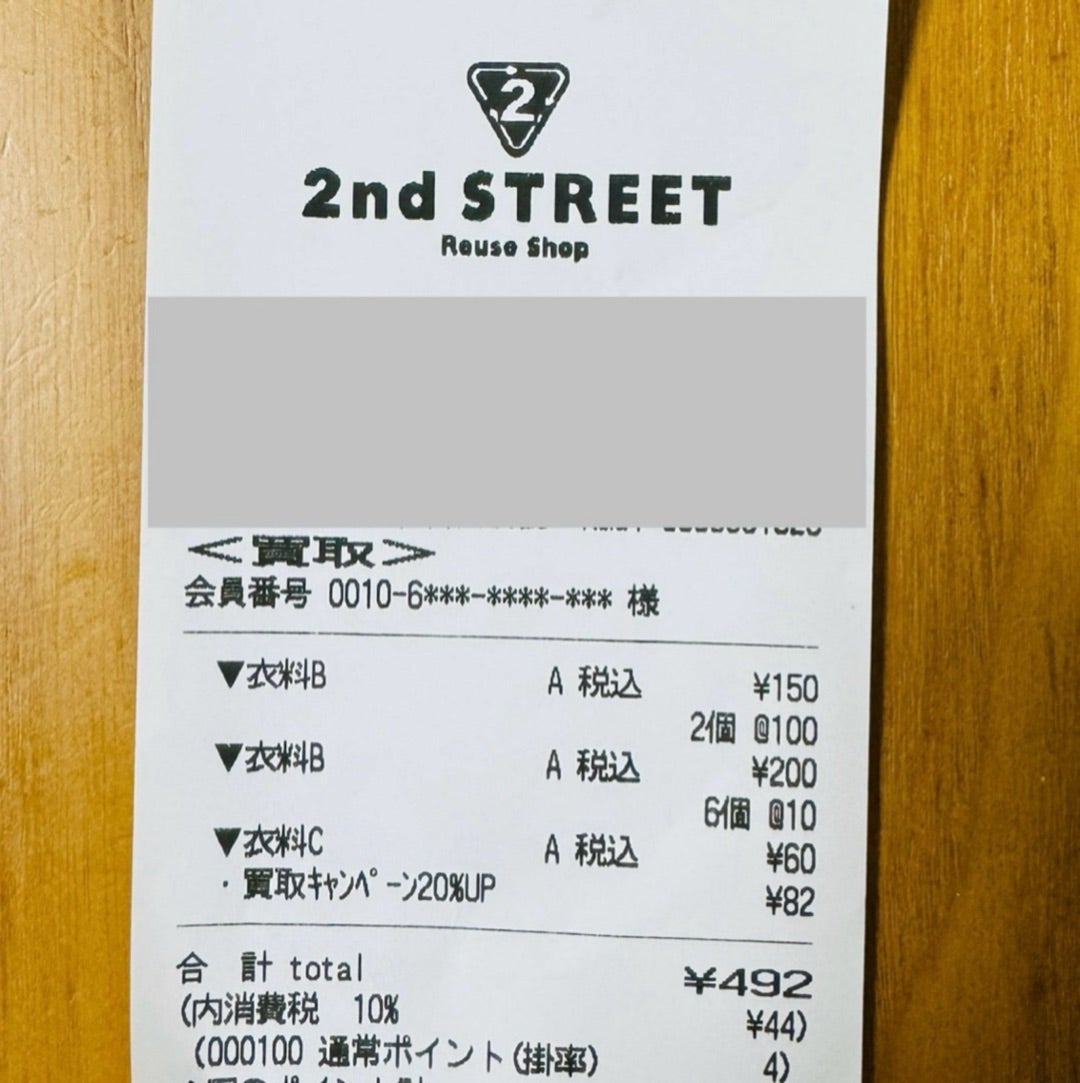 2
2nd STREET
Reuse Shop
＜買取＞
会員番号 0010-6***-****-*** 様
▼衣料B A 税込 ¥150
2個 @100
▼衣料B A 税込 ¥200
6個 @10
▼衣料C A 税込 ¥60
・買取ｷｬﾝﾍﾟｰﾝ20%UP ¥82
合 計 total ¥492
(内消費税 10% ¥44)
(000100 通常ポイント(掛率) 4)